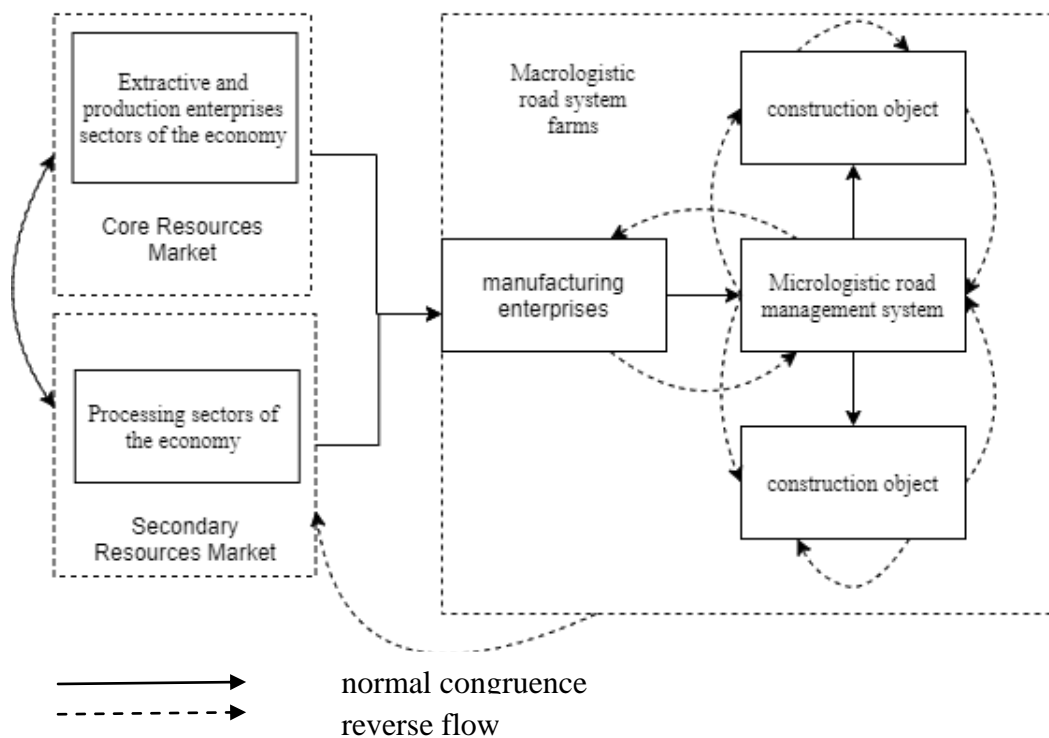 Extractive and
production enterprises
sectors of the economy
Core Resources
Market
Processing sectors of
the economy
Secondary
Resources Market
Macrologistic
road system
farms
manufacturing
enterprises
construction object
Micrologistic road
management system
construction object
normal congruence
reverse flow